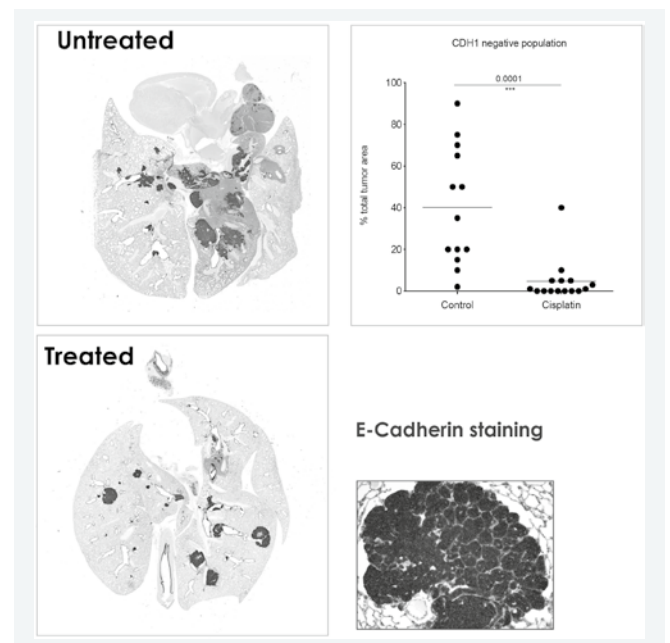 Untreated
CDH1 negative population
0.0001
***
100
80
60
40
20
0
% total tumor area
Control Cisplatin
Treated
E-Cadherin staining